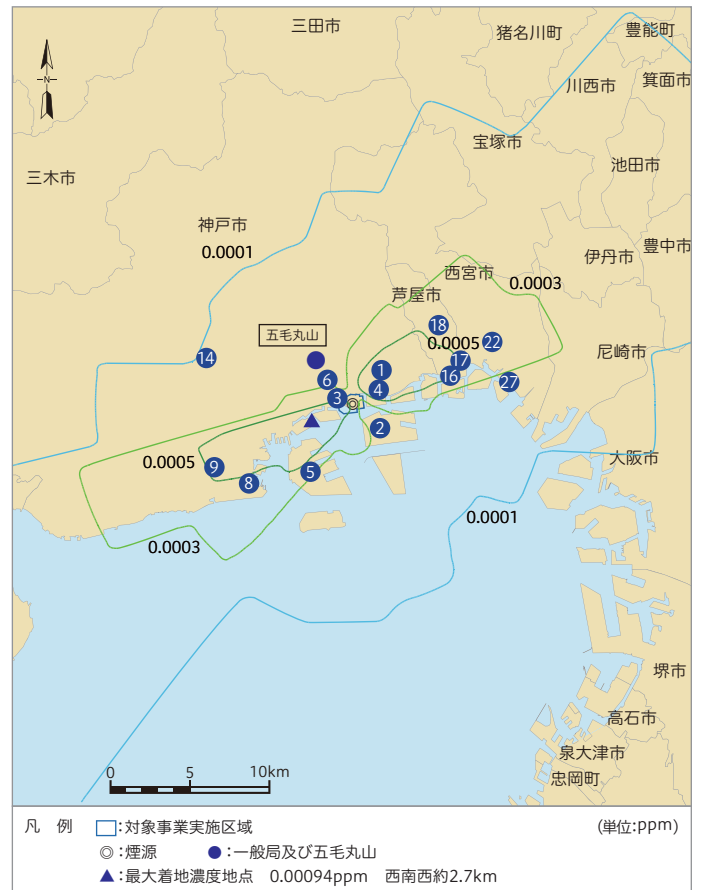 三田市
猪名川町
豊能町
N
川西市
箕面市
宝塚市
池田市
三木市
神戸市
0.0001
豊中市
伊丹市
西宮市
0.0003
芦屋市
18
0.0005
22
五毛丸山
尼崎市
14
17
1
16
6
27
4
3
2
大阪市
0.0005
9
5
8
0.0001
0.0003
堺市
高石市
泉大津市
忠岡町
0 5 10km
凡 例 :対象事業実施区域 (単位:ppm)
:煙源 :一般局及び五毛丸山
:最大着地濃度地点 0.00094ppm 西南西約2.7km